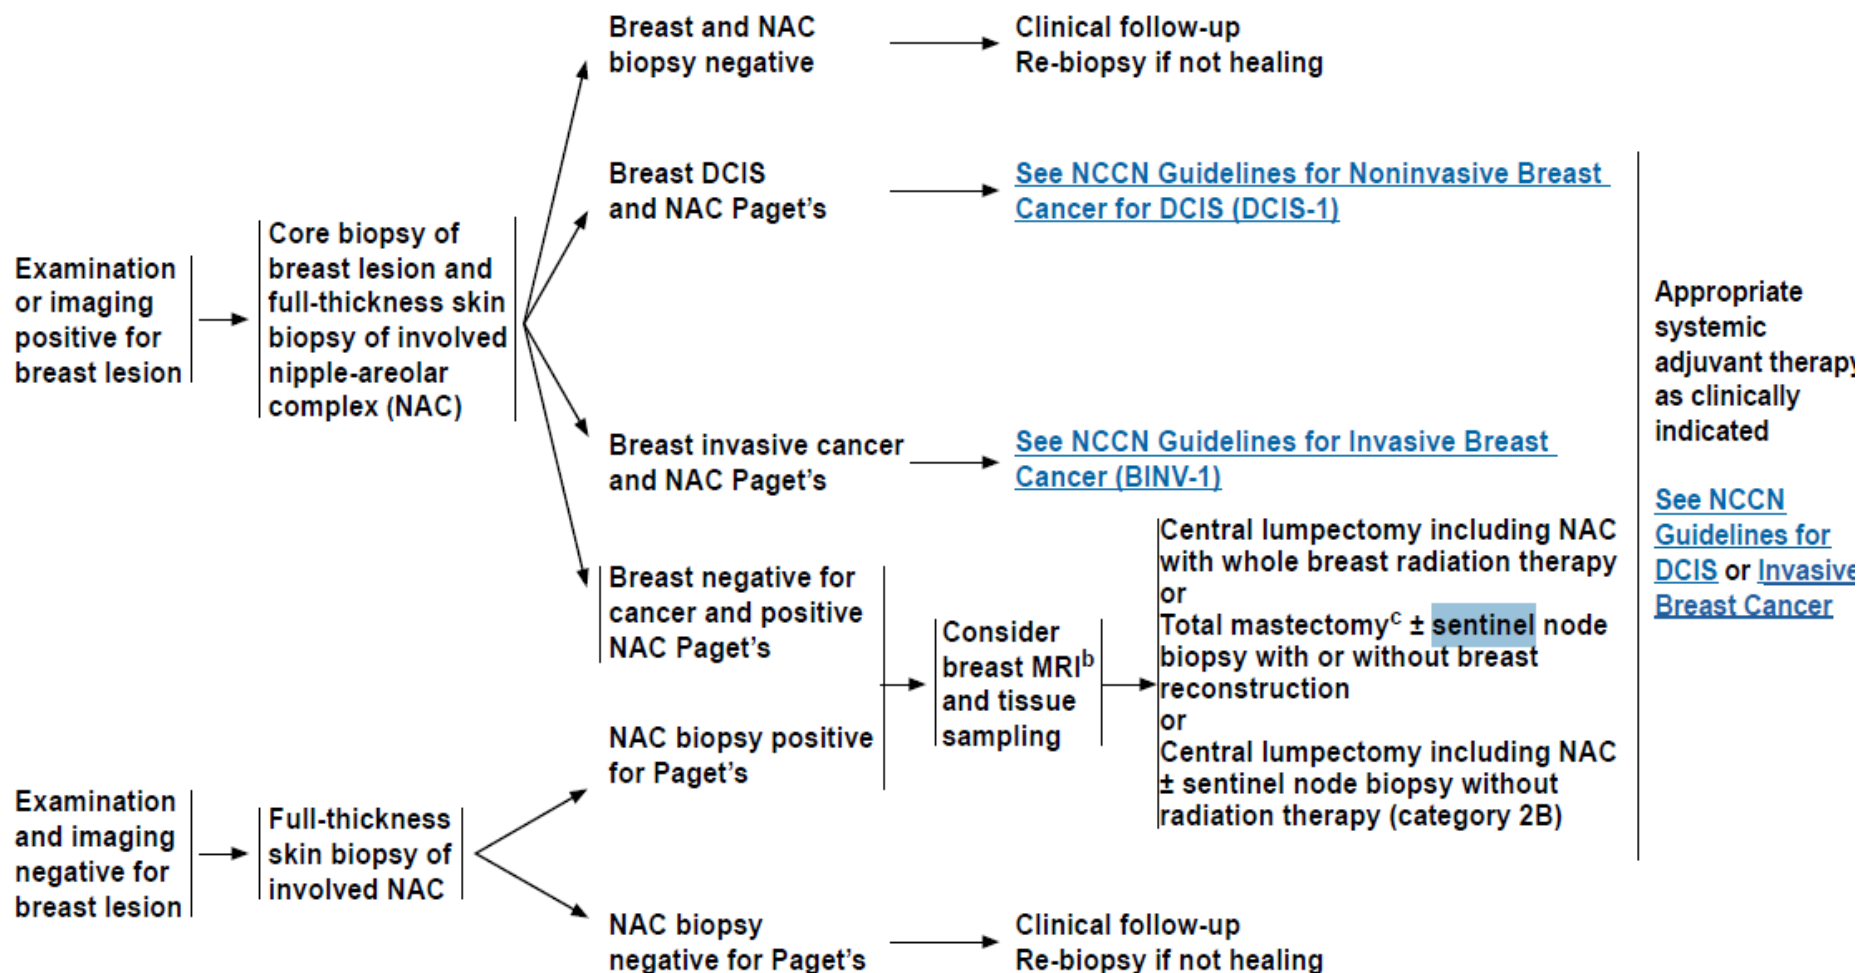 Examination
or imaging
positive for
breast lesion
Core biopsy of
breast lesion and
full-thickness skin
biopsy of involved
nipple-areolar
complex (NAC)
Breast and NAC
biopsy negative
Clinical follow-up
Re-biopsy if not healing
Breast DCIS
and NAC Paget's
See NCCN Guidelines for Noninvasive Breast
Cancer for DCIS (DCIS-1)
Breast invasive cancer
and NAC Paget's
See NCCN Guidelines for Invasive Breast
Cancer (BINV-1)
Breast negative for
cancer and positive
NAC Paget's
Examination
and imaging
negative for
breast lesion
Full-thickness
skin biopsy of
involved NAC
NAC biopsy positive
for Paget's
Consider
breast MRIᵇ
and tissue
sampling
Central lumpectomy including NAC
with whole breast radiation therapy
or
Total mastectomyᶜ ± sentinel node
biopsy with or without breast
reconstruction
or
Central lumpectomy including NAC
± sentinel node biopsy without
radiation therapy (category 2B)
NAC biopsy
negative for Paget's
Clinical follow-up
Re-biopsy if not healing
Appropriate
systemic
adjuvant therapy
as clinically
indicated
See NCCN
Guidelines for
DCIS or Invasive
Breast Cancer